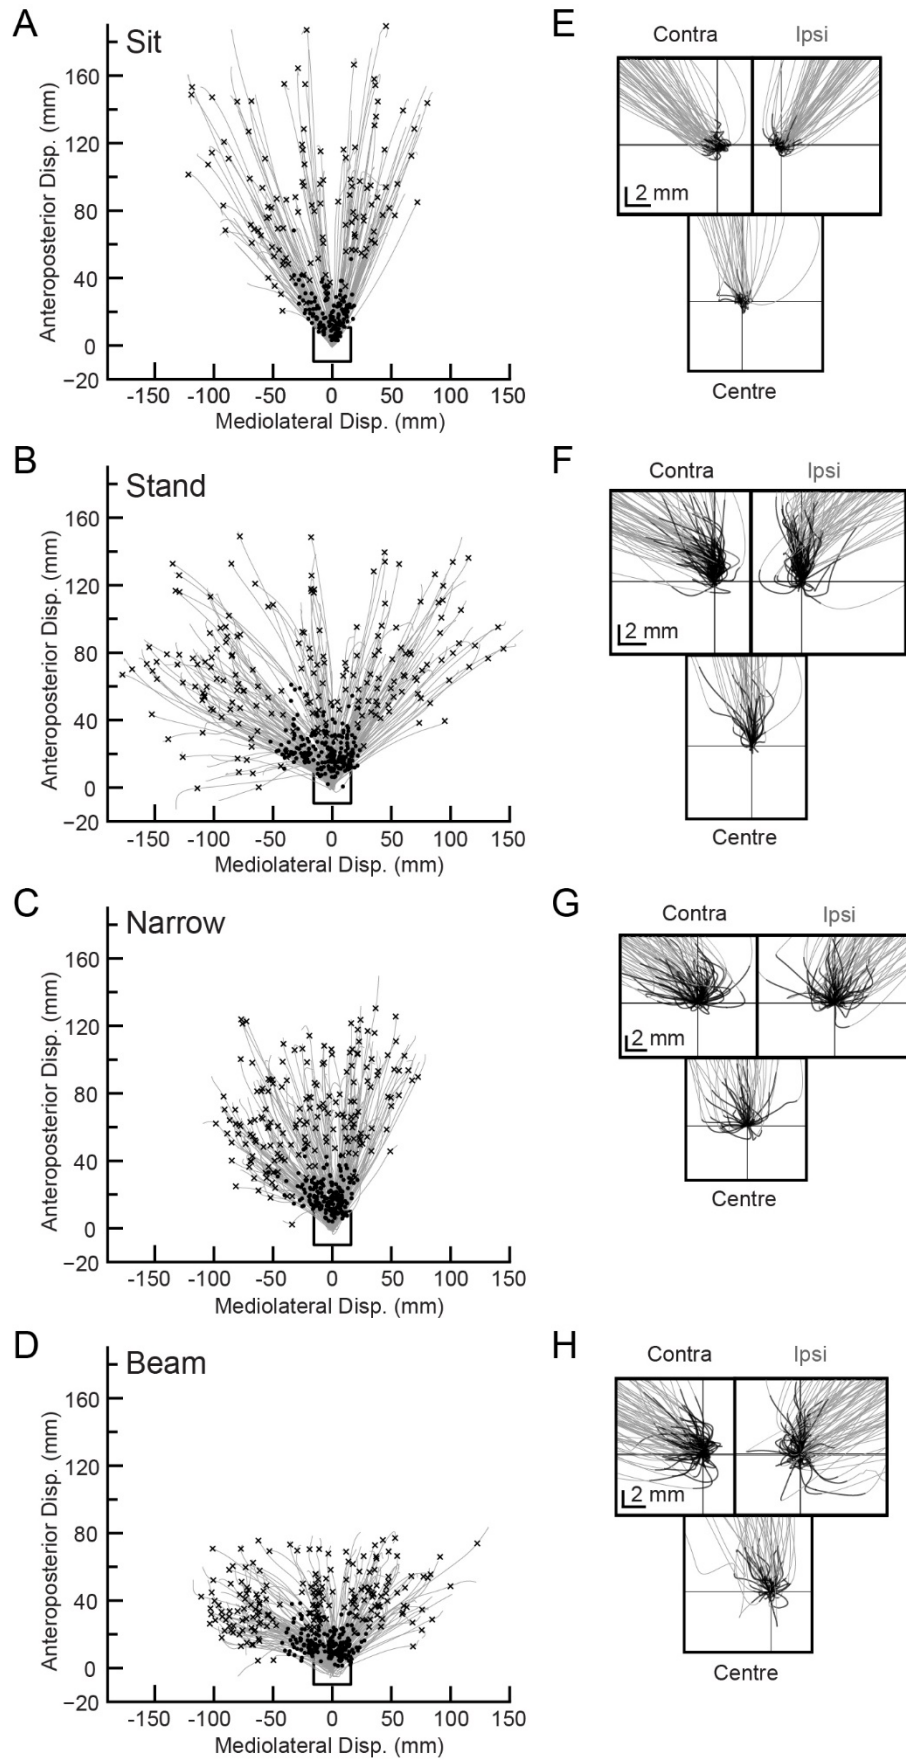 A
Sit
Anteroposterior Disp. (mm)
160
120
80
40
0
−20
-150 -100 -50 0 50 100 150
Mediolateral Disp. (mm)
E
Contra Ipsi
2 mm
Centre
B
Stand
Anteroposterior Disp. (mm)
160
120
80
40
0
−20
-150 -100 -50 0 50 100 150
Mediolateral Disp. (mm)
F
Contra Ipsi
2 mm
Centre
C
Narrow
Anteroposterior Disp. (mm)
160
120
80
40
0
−20
-150 -100 -50 0 50 100 150
Mediolateral Disp. (mm)
G
Contra Ipsi
2 mm
Centre
D
Beam
Anteroposterior Disp. (mm)
160
120
80
40
0
−20
-150 -100 -50 0 50 100 150
Mediolateral Disp. (mm)
H
Contra Ipsi
2 mm
Centre